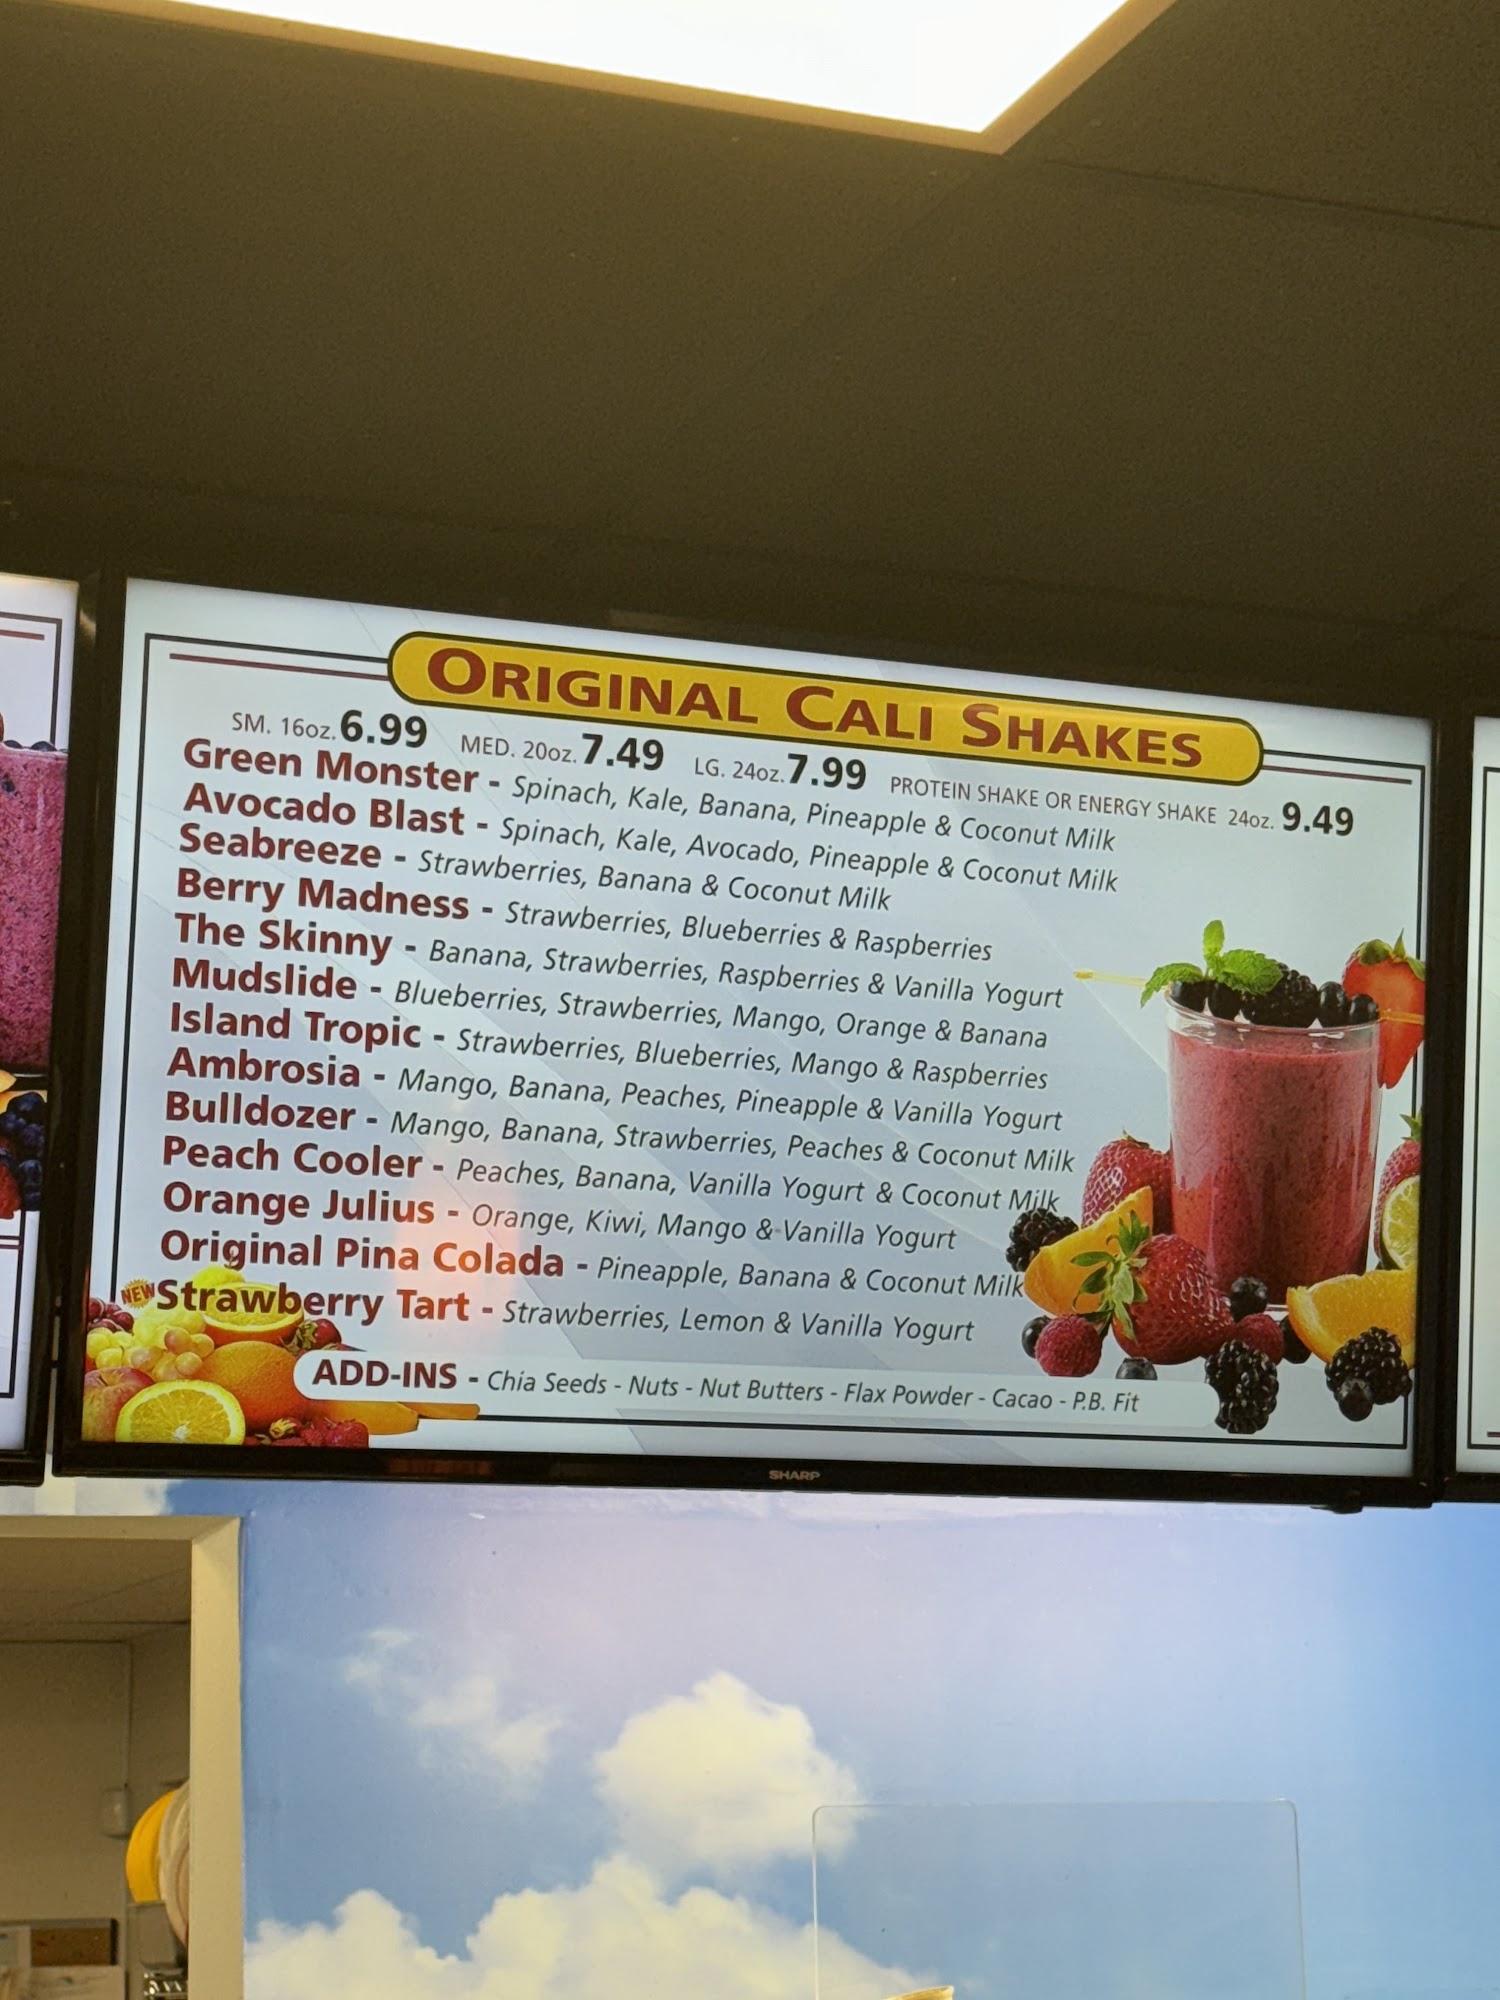 ORIGINAL CALI SHAKES
SM. 16oz. 6.99 MED. 20oz. 7.49 LG. 24oz. 7.99 PROTEIN SHAKE OR ENERGY SHAKE 24oz. 9.49
Green Monster - Spinach, Kale, Banana, Pineapple & Coconut Milk
Avocado Blast - Spinach, Kale, Avocado, Pineapple & Coconut Milk
Seabreeze - Strawberries, Banana & Coconut Milk
Berry Madness - Strawberries, Blueberries & Raspberries
The Skinny - Banana, Strawberries, Raspberries & Vanilla Yogurt
Mudslide - Blueberries, Strawberries, Mango, Orange & Banana
Island Tropic - Strawberries, Blueberries, Mango & Raspberries
Ambrosia - Mango, Banana, Peaches, Pineapple & Vanilla Yogurt
Bulldozer - Mango, Banana, Strawberries, Peaches & Coconut Milk
Peach Cooler - Peaches, Banana, Vanilla Yogurt & Coconut Milk
Orange Julius - Orange, Kiwi, Mango & Vanilla Yogurt
Original Pina Colada - Pineapple, Banana & Coconut Milk
NEW Strawberry Tart - Strawberries, Lemon & Vanilla Yogurt
ADD-INS - Chia Seeds - Nuts - Nut Butters - Flax Powder - Cacao - P.B. Fit
SHARP